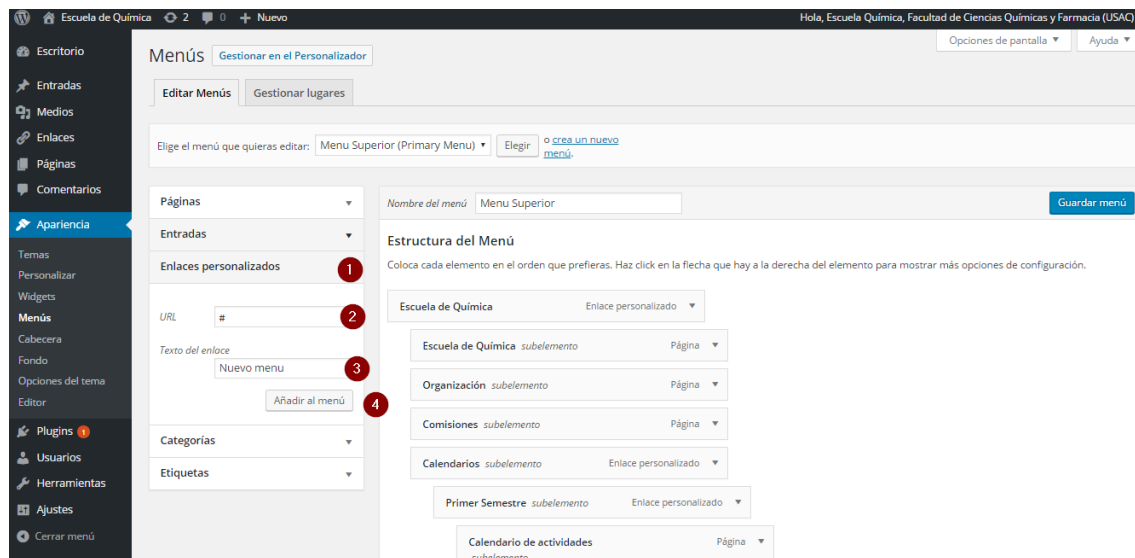 Escuela de Química 2 0 + Nuevo Hola, Escuela Química, Facultad de Ciencias Químicas y Farmacia (USAC)
Opciones de pantalla Ayuda
Escritorio
Entradas
Medios
Enlaces
Páginas
Comentarios
Apariencia
Temas
Personalizar
Widgets
Menús
Cabecera
Fondo
Opciones del tema
Editor
Plugins 1
Usuarios
Herramientas
Ajustes
Cerrar menú
Menús Gestionar en el Personalizador
Editar Menús Gestionar lugares
Elige el menú que quieras editar: Menu Superior (Primary Menu) Elegir o crea un nuevo
menú.
Páginas
Entradas
Enlaces personalizados 1
URL # 2
Texto del enlace
Nuevo menu 3
Añadir al menú 4
Categorías
Etiquetas
Nombre del menú Menu Superior Guardar menú
Estructura del Menú
Coloca cada elemento en el orden que prefieras. Haz click en la flecha que hay a la derecha del elemento para mostrar más opciones de configuración.
Escuela de Química Enlace personalizado
Escuela de Química subelemento Página
Organización subelemento Página
Comisiones subelemento Página
Calendarios subelemento Enlace personalizado
Primer Semestre subelemento Enlace personalizado
Calendario de actividades Página
subelemento